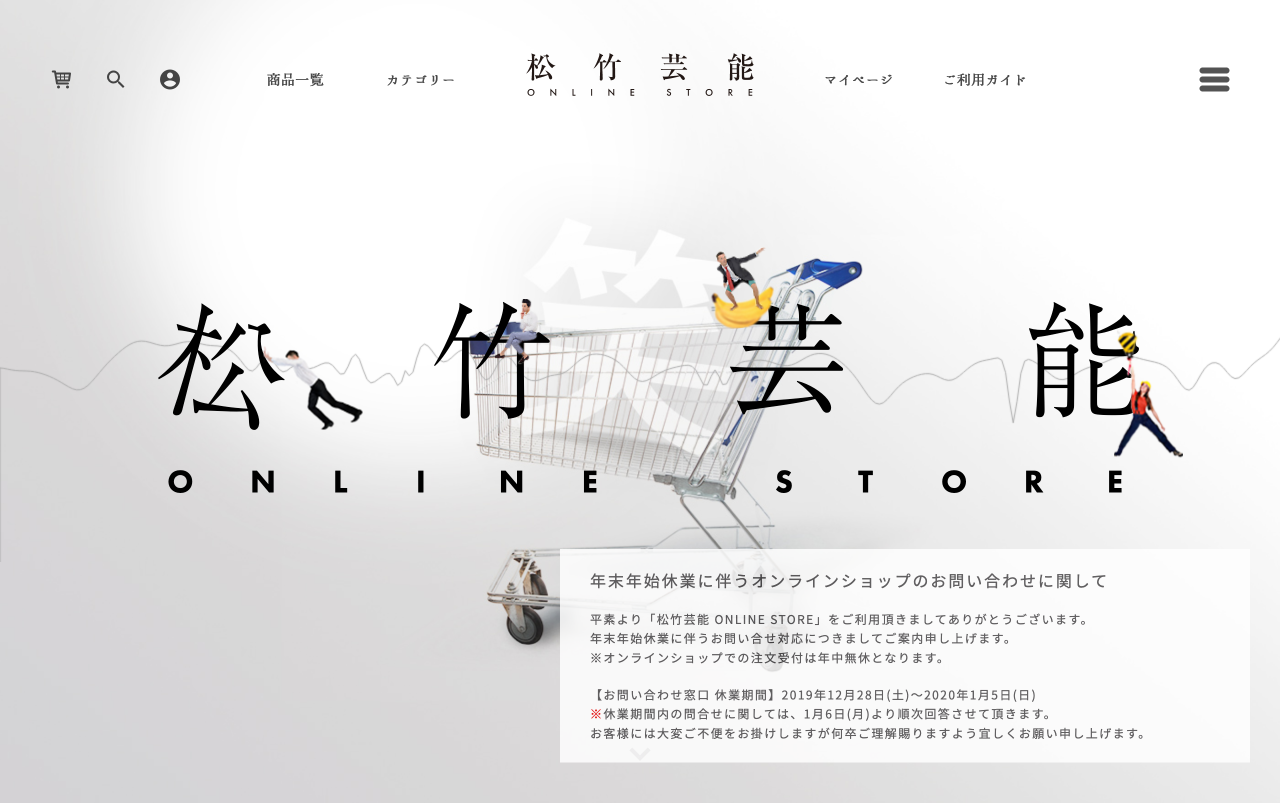 商品一覧
カテゴリー
松竹芸能
ONLINE STORE
マイページ
ご利用ガイド
竹
松竹芸能
ONLINE STORE
年末年始休業に伴うオンラインショップのお問い合わせに関して
平素より「松竹芸能 ONLINE STORE」をご利用頂きましてありがとうございます。
年末年始休業に伴うお問い合せ対応につきましてご案内申し上げます。
※オンラインショップでの注文受付は年中無休となります。
【お問い合わせ窓口 休業期間】2019年12月28日(土)〜2020年1月5日(日)
※休業期間内の問合せに関しては、1月6日(月)より順次回答させて頂きます。
お客様には大変ご不便をお掛けしますが何卒ご理解賜りますよう宜しくお願い申し上げます。